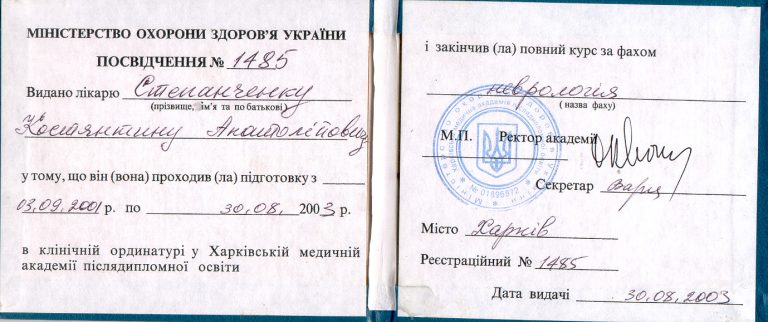 МІНІСТЕРСТВО ОХОРОНИ ЗДОРОВ'Я УКРАЇНИ
ПОСВІДЧЕННЯ № 1485
Видано лікарю Степанченку
(прізвище, ім'я та по батькові)
Костянтину Анатолійовичу
у тому, що він (вона) проходив (ла) підготовку з
03.09.2001 р. по 30.08. 2003 р.
в клінічній ординатурі у Харківській медичній
академії післядипломної освіти
і закінчив (ла) повний курс за фахом
неврологія
( назва фаху)
М.П. Ректор академії
Секретар
Місто Харків
Реєстраційний № 1485
Дата видачі 30.08.2003